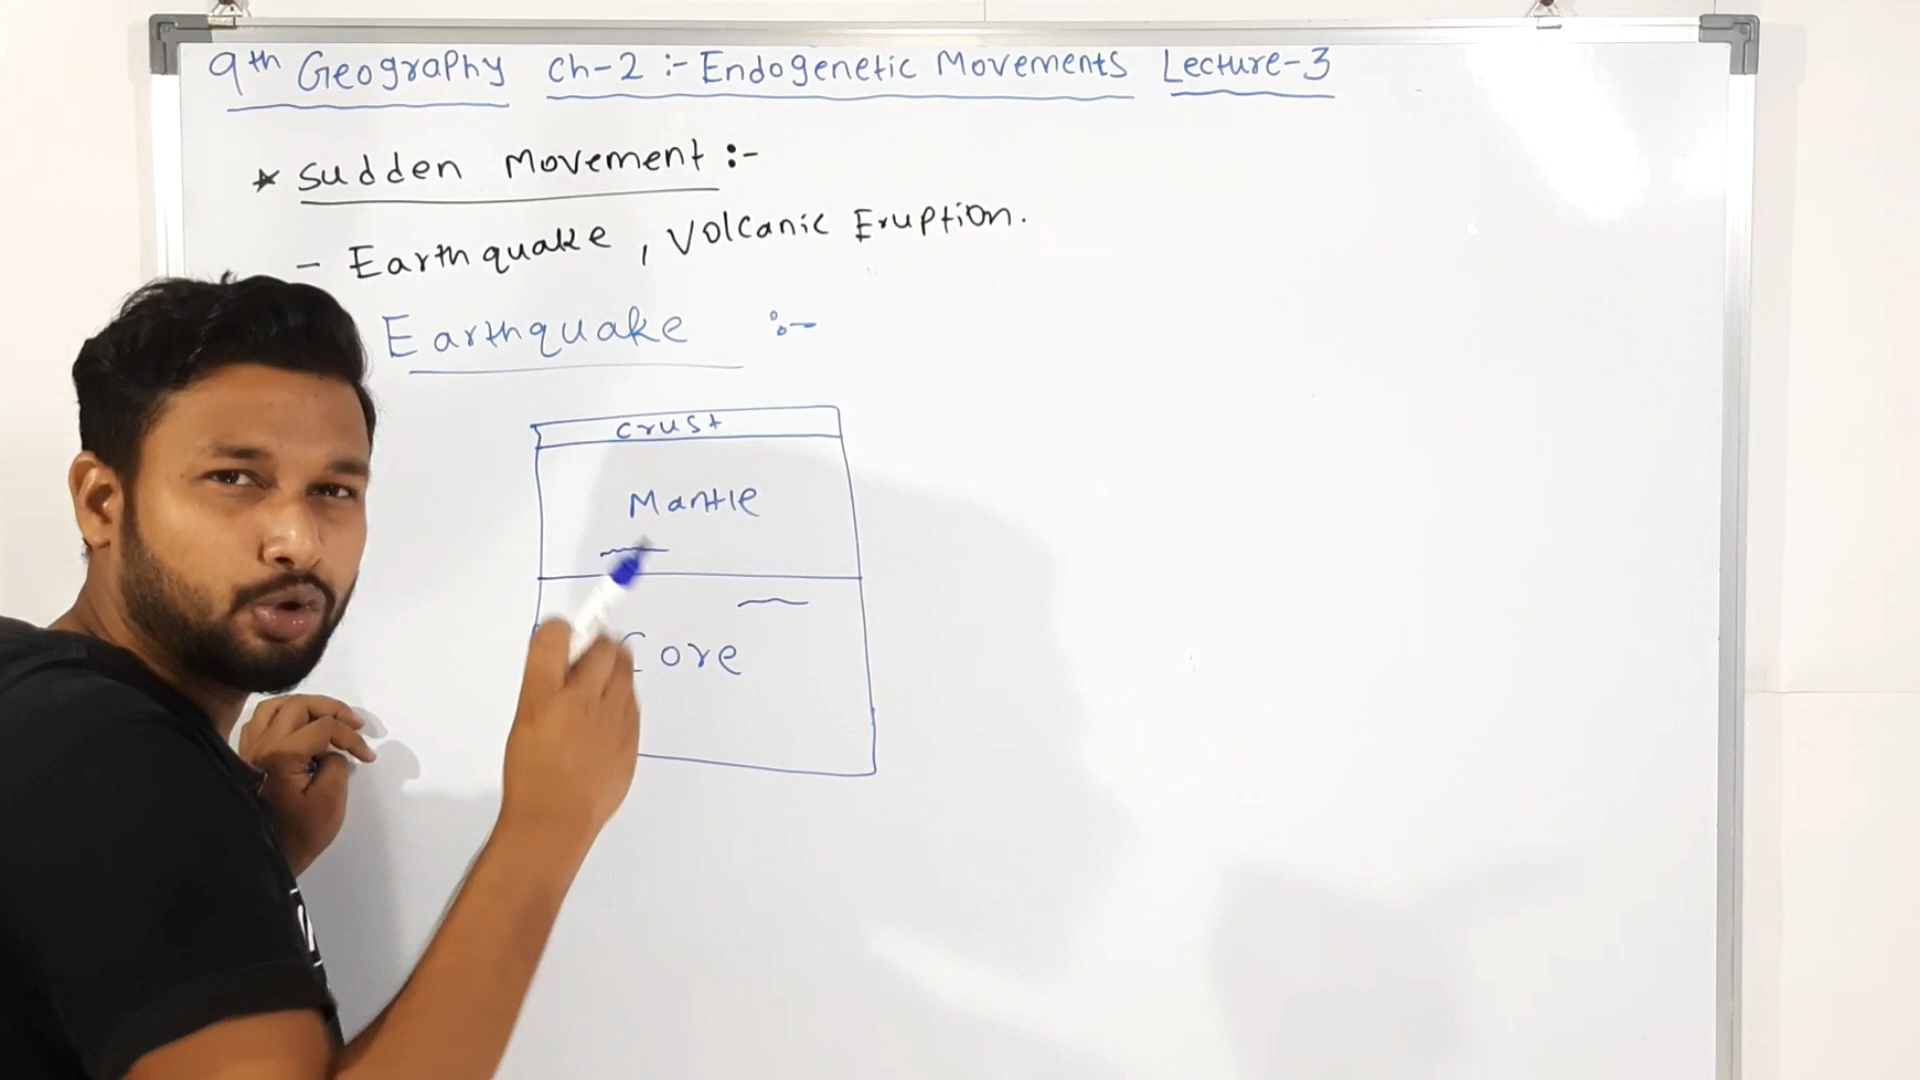 9th Geography ch-2 :- Endogenetic Movements Lecture-3
* Sudden Movement :-
- Earthquake, Volcanic Eruption.
Earthquake :-
crust
Mantle
Core